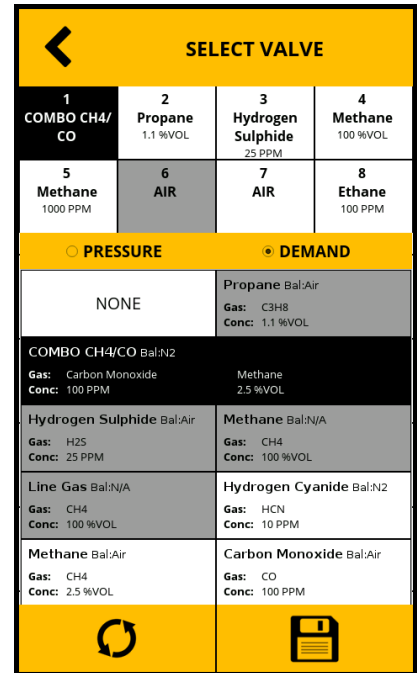 SELECT VALVE
1
COMBO CH4/
CO
2
Propane
1.1 %VOL
3
Hydrogen
Sulphide
25 PPM
4
Methane
100 %VOL
5
Methane
1000 PPM
6
AIR
7
AIR
8
Ethane
100 PPM
PRESSURE
DEMAND
NONE
Propane Bal:Air
Gas: C3H8
Conc: 1.1 %VOL
COMBO CH4/CO Bal:N2
Gas: Carbon Monoxide Methane
Conc: 100 PPM 2.5 %VOL
Hydrogen Sulphide Bal:Air
Gas: H2S
Conc: 25 PPM
Methane Bal:N/A
Gas: CH4
Conc: 100 %VOL
Line Gas Bal:N/A
Gas: CH4
Conc: 100 %VOL
Hydrogen Cyanide Bal:N2
Gas: HCN
Conc: 10 PPM
Methane Bal:Air
Gas: CH4
Conc: 2.5 %VOL
Carbon Monoxide Bal:Air
Gas: CO
Conc: 100 PPM